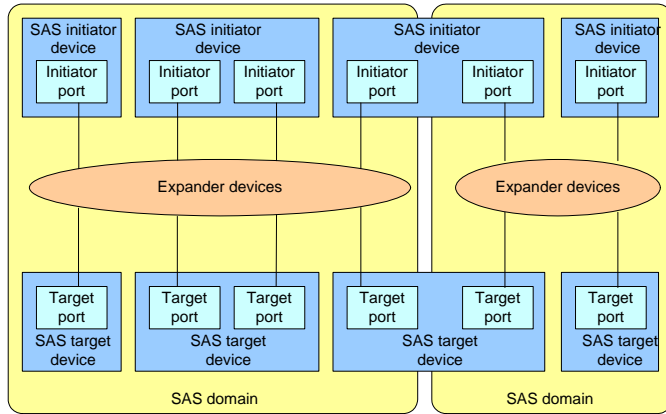 SAS initiator
device
Initiator
port
SAS initiator
device
Initiator
port
Initiator
port
SAS initiator
device
Initiator
port
Initiator
port
SAS initiator
device
Initiator
port
Expander devices
Expander devices
Target
port
SAS target
device
Target
port
Target
port
SAS target
device
Target
port
Target
port
SAS target
device
Target
port
SAS target
device
SAS domain
SAS domain